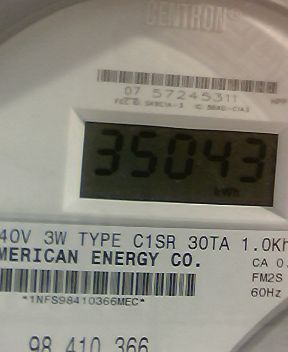 CENTRON®
07 57245311
35043
kWh
40V 3W TYPE C1SR 30TA 1.0Kh
MERICAN ENERGY CO.
CA 0.
FM2S
60Hz
*1NFS98410366MEC*
98 410 366